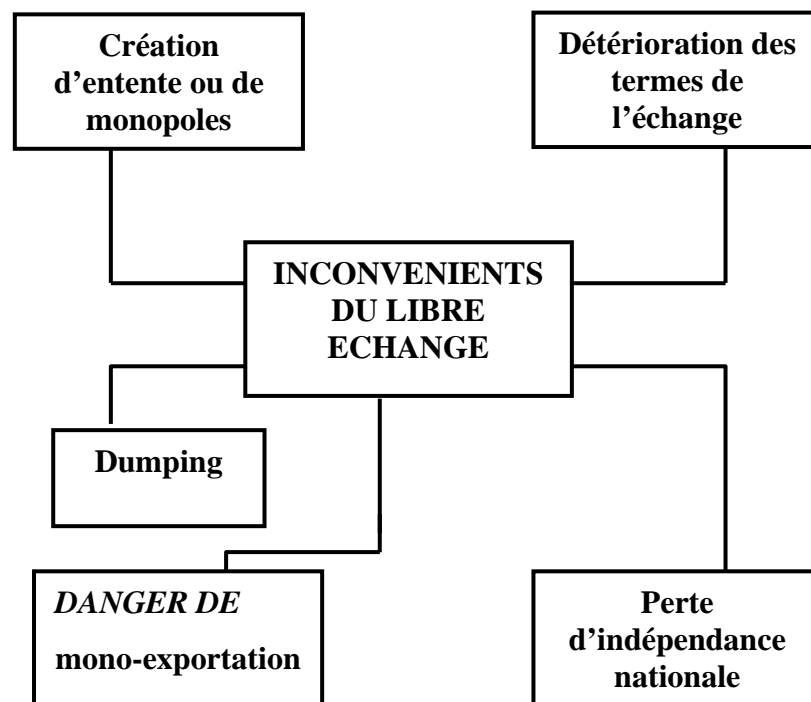 Création
d'entente ou de
monopoles
Détérioration des
termes de
l'échange
INCONVENIENTS
DU LIBRE
ECHANGE
Dumping
DANGER DE
mono-exportation
Perte
d'indépendance
nationale